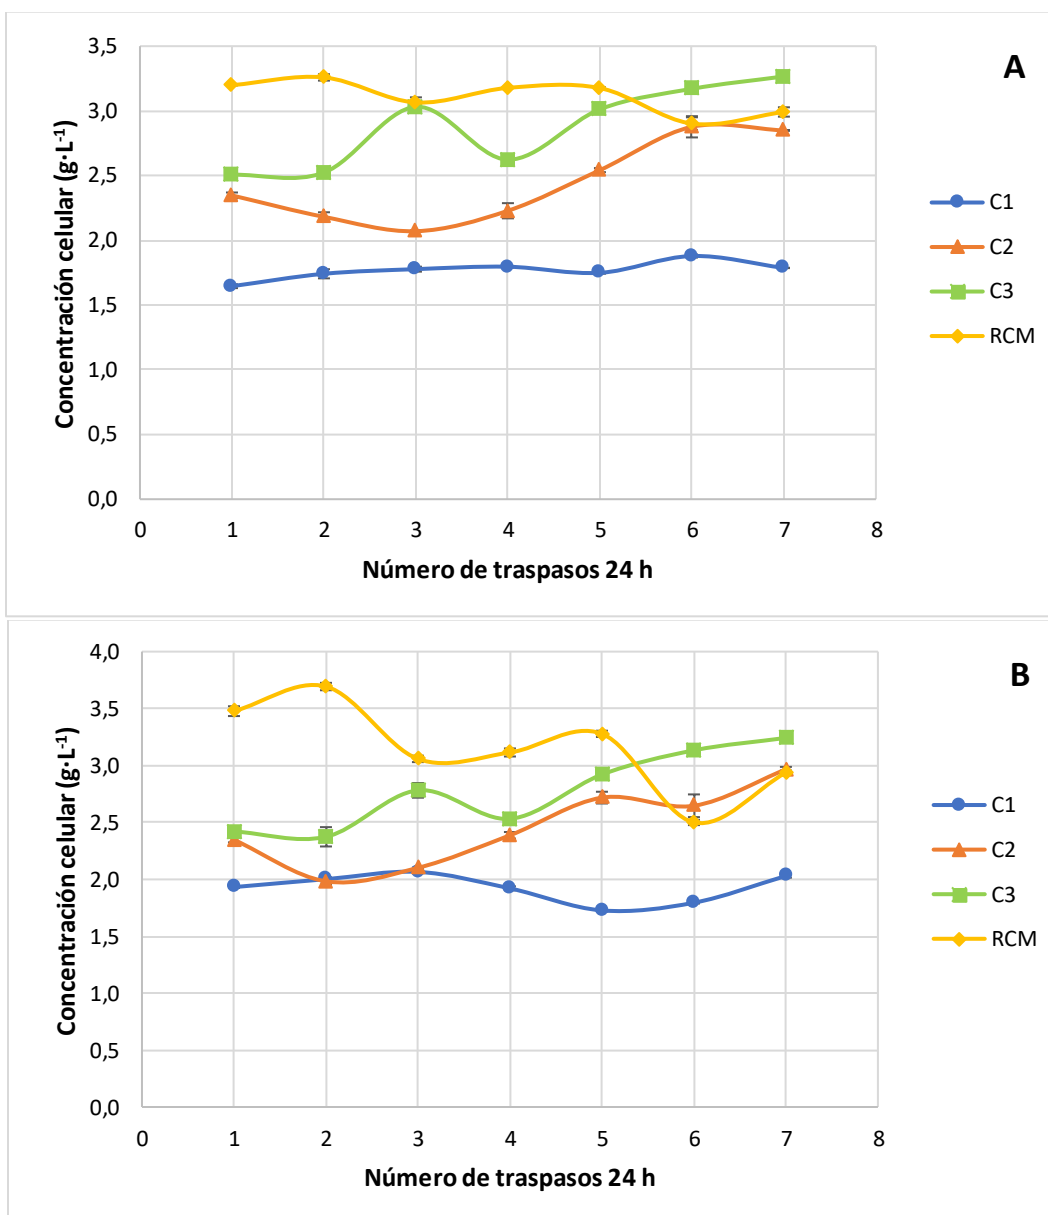 A
Concentración celular (g·L-1)
3,5
3,0
2,5
2,0
1,5
1,0
0,5
0,0
0 1 2 3 4 5 6 7 8
Número de traspasos 24 h
C1
C2
C3
RCM
B
Concentración celular (g·L-1)
4,0
3,5
3,0
2,5
2,0
1,5
1,0
0,5
0,0
0 1 2 3 4 5 6 7 8
Número de traspasos 24 h
C1
C2
C3
RCM